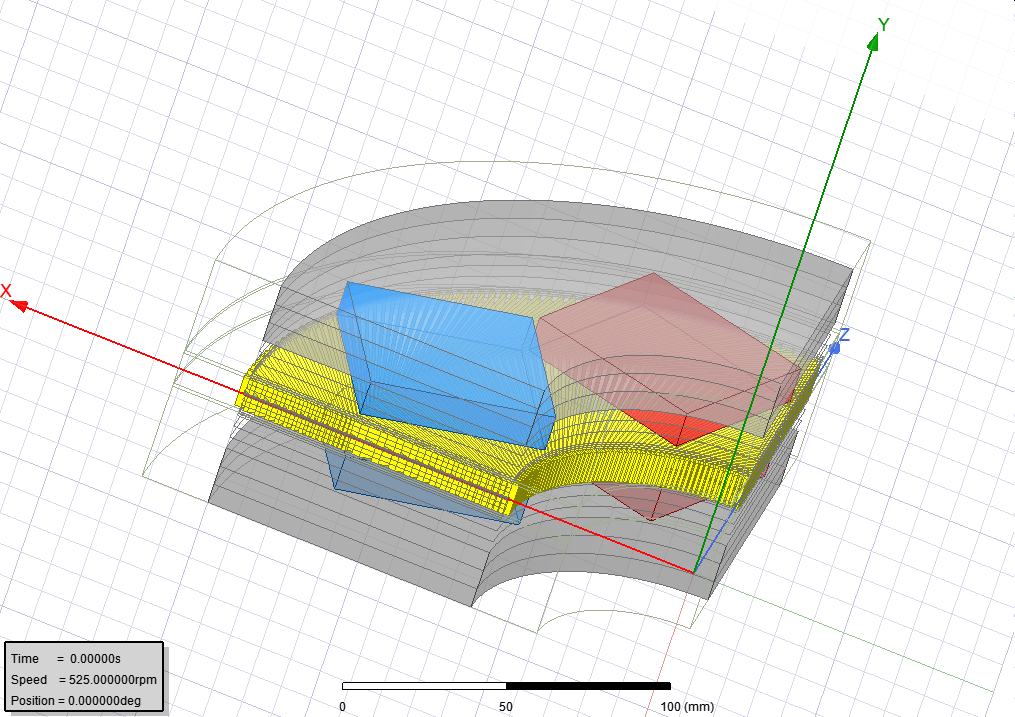 Y
X
Z
Time = 0.00000s
Speed = 525.000000rpm
Position = 0.000000deg
0 50 100 (mm)